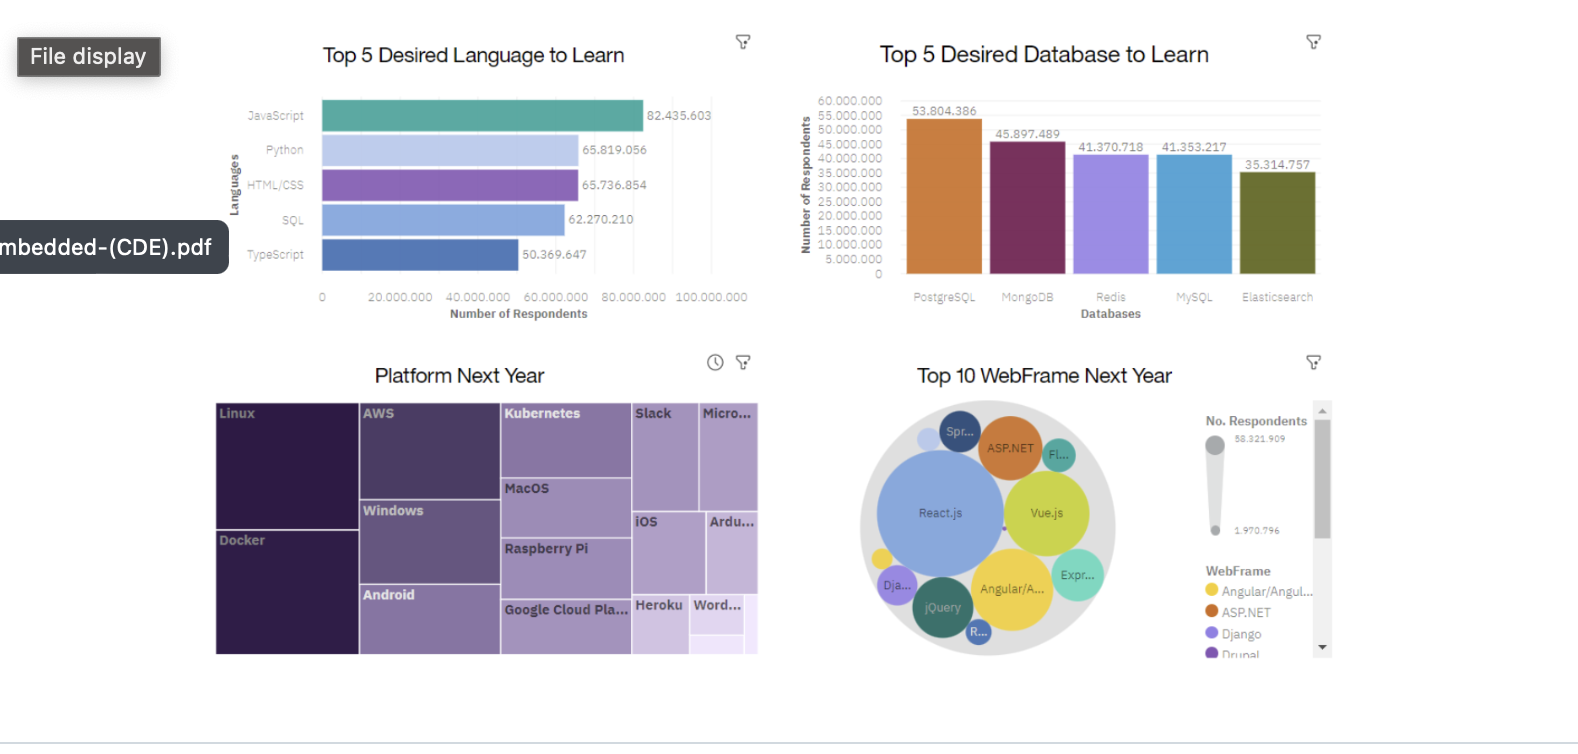 File display
mbedded-(CDE).pdf
Top 5 Desired Language to Learn
Languages
JavaScript
82.435.603
Python
65.819.056
HTML/CSS
65.736.854
SQL
62.270.210
TypeScript
50.369.647
0 20.000.000 40.000.000 60.000.000 80.000.000 100.000.000
Number of Respondents
Top 5 Desired Database to Learn
Number of Respondents
60.000.000
55.000.000
50.000.000
45.000.000
40.000.000
35.000.000
30.000.000
25.000.000
20.000.000
15.000.000
10.000.000
5.000.000
0
53.804.386
45.897.489
41.370.718
41.353.217
35.314.757
PostgreSQL MongoDB Redis MySQL Elasticsearch
Databases
Platform Next Year
Linux
Docker
AWS
Windows
Android
Kubernetes
MacOS
Raspberry Pi
Google Cloud Pla...
Slack
Micro...
iOS
Ardu...
Heroku
Word...
Top 10 WebFrame Next Year
Spr...
ASP.NET
Fl...
React.js
Vue.js
Dja...
jQuery
Angular/A...
Expr...
R...
No. Respondents
58.321.909
1.970.796
WebFrame
Angular/Angul...
ASP.NET
Django
Drupal